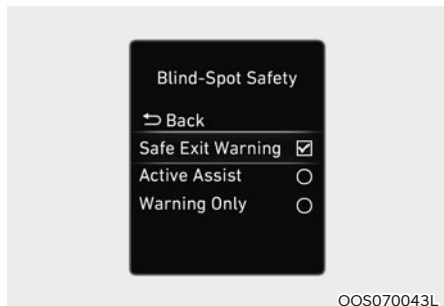 Blind-Spot Safety
Back
Safe Exit Warning
Active Assist
Warning Only
OOS070043L